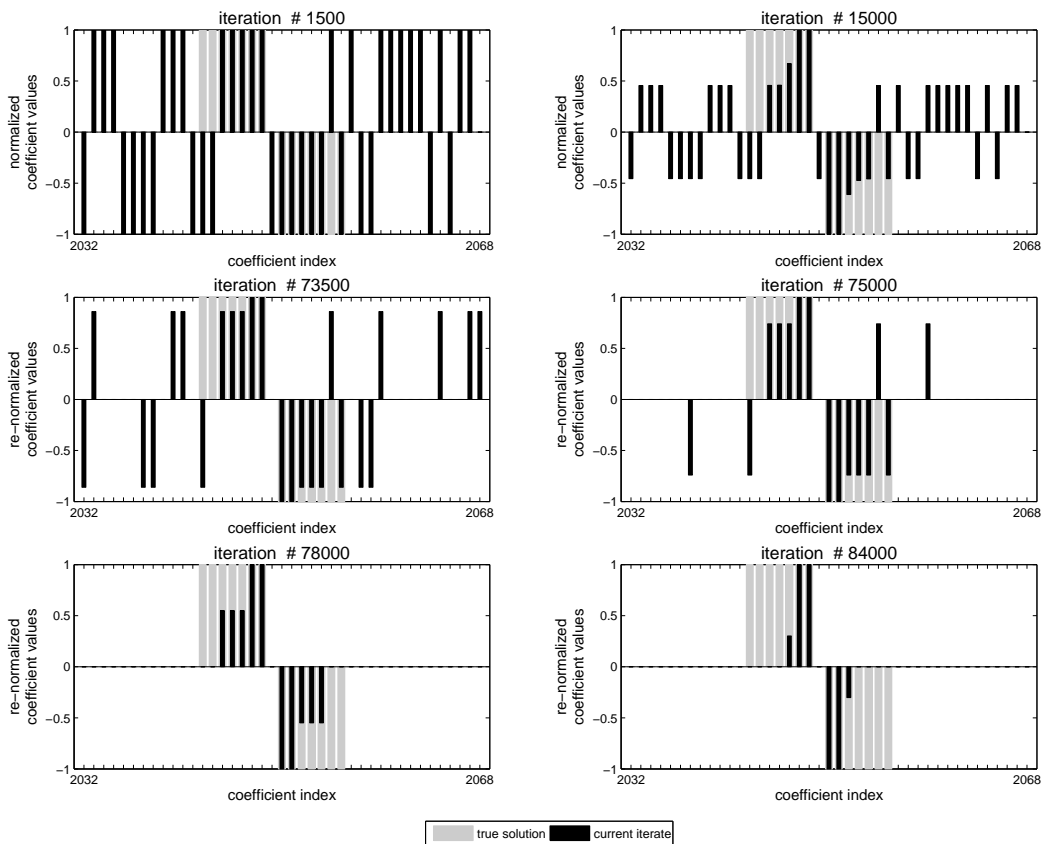 iteration # 1500
1
0.5
0
−0.5
−1
normalized
coefficient values
2032
2068
coefficient index
iteration # 15000
1
0.5
0
−0.5
−1
normalized
coefficient values
2032
2068
coefficient index
iteration # 73500
1
0.5
0
−0.5
−1
re−normalized
coefficient values
2032
2068
coefficient index
iteration # 75000
1
0.5
0
−0.5
−1
re−normalized
coefficient values
2032
2068
coefficient index
iteration # 78000
1
0.5
0
−0.5
−1
re−normalized
coefficient values
2032
2068
coefficient index
iteration # 84000
1
0.5
0
−0.5
−1
re−normalized
coefficient values
2032
2068
coefficient index
true solution
current iterate